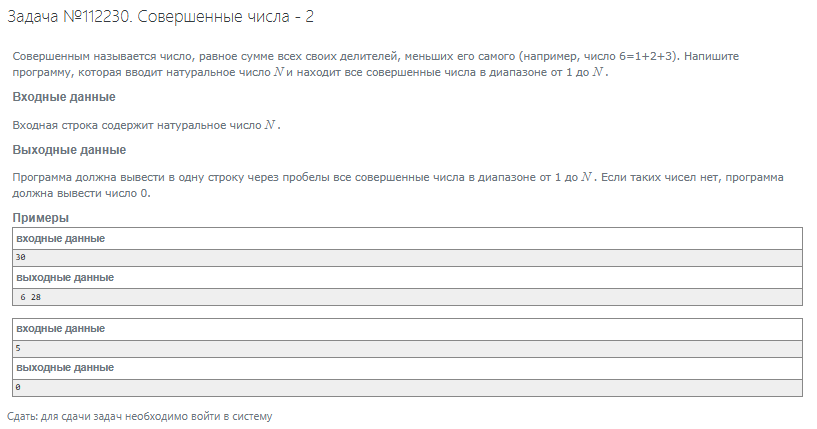 Задача №112230. Совершенные числа - 2
Совершенным называется число, равное сумме всех своих делителей, меньших его самого (например, число 6=1+2+3). Напишите
программу, которая вводит натуральное число N и находит все совершенные числа в диапазоне от 1 до N.
Входные данные
Входная строка содержит натуральное число N.
Выходные данные
Программа должна вывести в одну строку через пробелы все совершенные числа в диапазоне от 1 до N. Если таких чисел нет, программа
должна вывести число 0.
Примеры
входные данные
30
выходные данные
6 28
входные данные
5
выходные данные
0
Сдать: для сдачи задач необходимо войти в систему